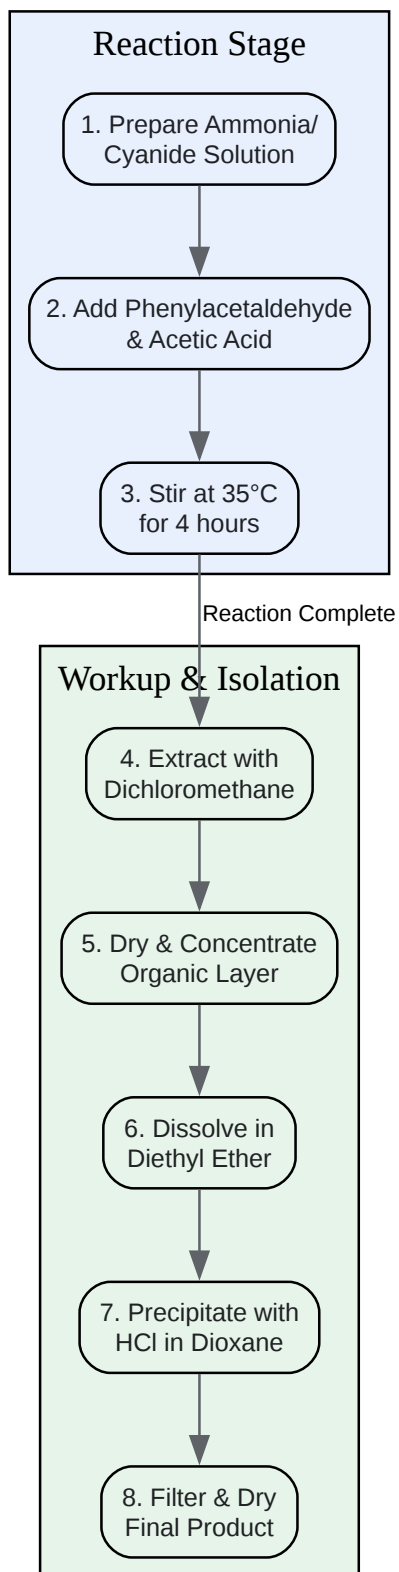 Reaction Stage
1. Prepare Ammonia/
Cyanide Solution
2. Add Phenylacetaldehyde
& Acetic Acid
3. Stir at 35°C
for 4 hours
Reaction Complete
Workup & Isolation
4. Extract with
Dichloromethane
5. Dry & Concentrate
Organic Layer
6. Dissolve in
Diethyl Ether
7. Precipitate with
HCl in Dioxane
8. Filter & Dry
Final Product